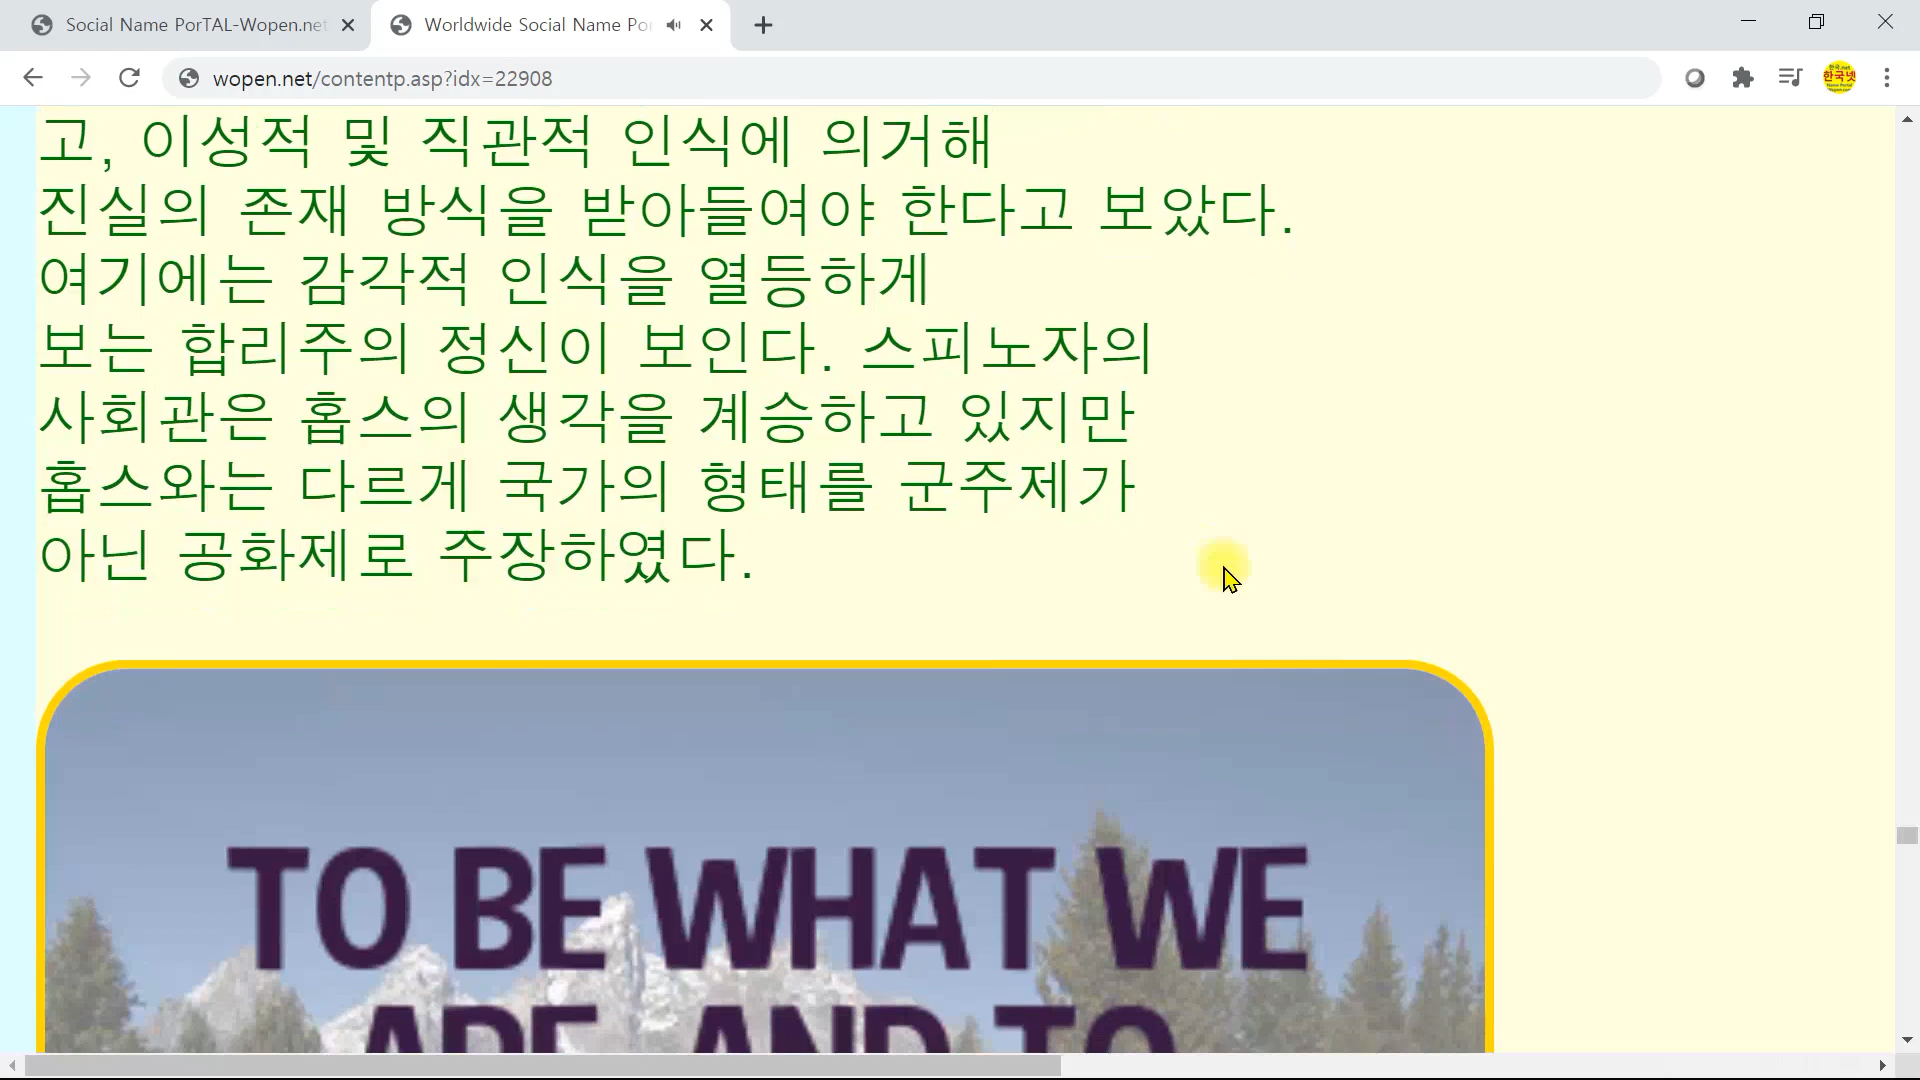 Social Name PorTAL-Wopen.net
Worldwide Social Name Po
wopen.net/contentp.asp?idx=22908
한국넷
고, 이성적 및 직관적 인식에 의거해
진실의 존재 방식을 받아들여야 한다고 보았다.
여기에는 감각적 인식을 열등하게
보는 합리주의 정신이 보인다. 스피노자의
사회관은 홉스의 생각을 계승하고 있지만
홉스와는 다르게 국가의 형태를 군주제가
아닌 공화제로 주장하였다.
TO BE WHAT WE
ARE, AND TO